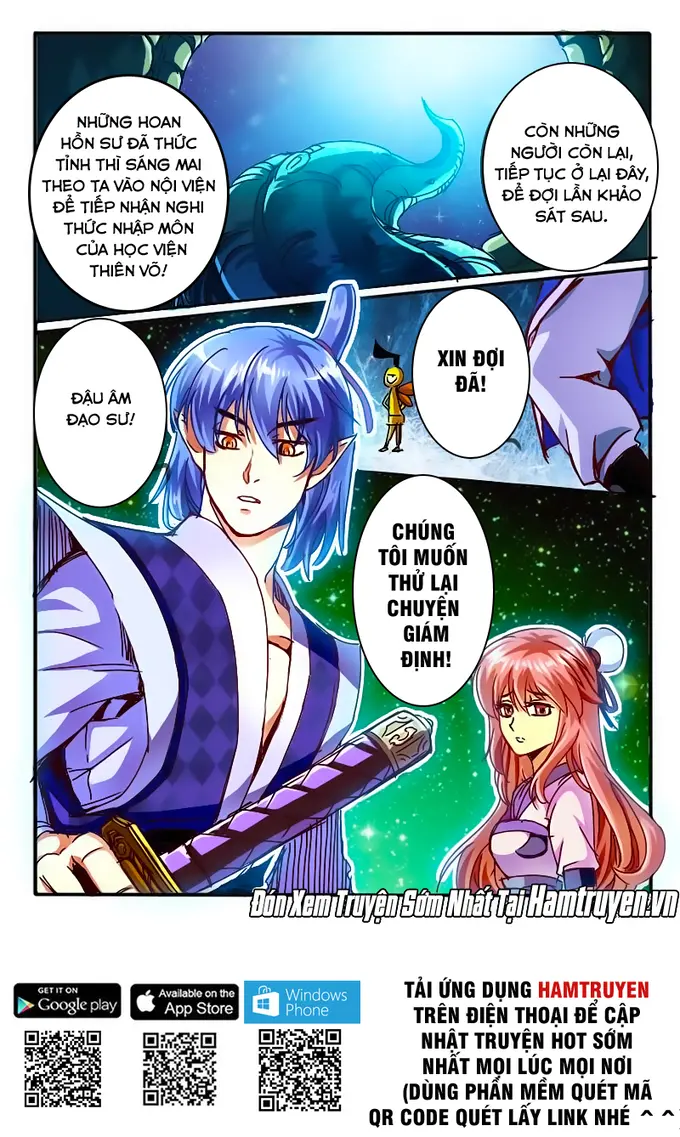 NHỮNG HOAN
HỒN SƯ ĐÃ THỨC
TỈNH THÌ SÁNG MAI
THEO TA VÀO NỘI VIỆN
ĐỂ TIẾP NHẬN NGHI
THỨC NHẬP MÔN
CỦA HỌC VIỆN
THIÊN VÕ!
CÒN NHỮNG
NGƯỜI CÒN LẠI,
TIẾP TỤC Ở LẠI ĐÂY,
ĐỂ ĐỢI LẦN KHẢO
SÁT SAU.
XIN ĐỢI
ĐÃ!
ĐẬU ÂM
ĐẠO SƯ!
CHÚNG
TÔI MUỐN
THỬ LẠI
CHUYỆN
GIÁM
ĐỊNH!
Đón Xem Truyện Sớm Nhất Tại Hamtruyen.vn
GET IT ON
Google play
Available on the
App Store
Windows
Phone
TẢI ỨNG DỤNG HAMTRUYEN
TRÊN ĐIỆN THOẠI ĐỂ CẬP
NHẬT TRUYỆN HOT SỚM
NHẤT MỌI LÚC MỌI NƠI
(DÙNG PHẦN MỀM QUÉT MÃ
QR CODE QUÉT LẤY LINK NHÉ ^ ^